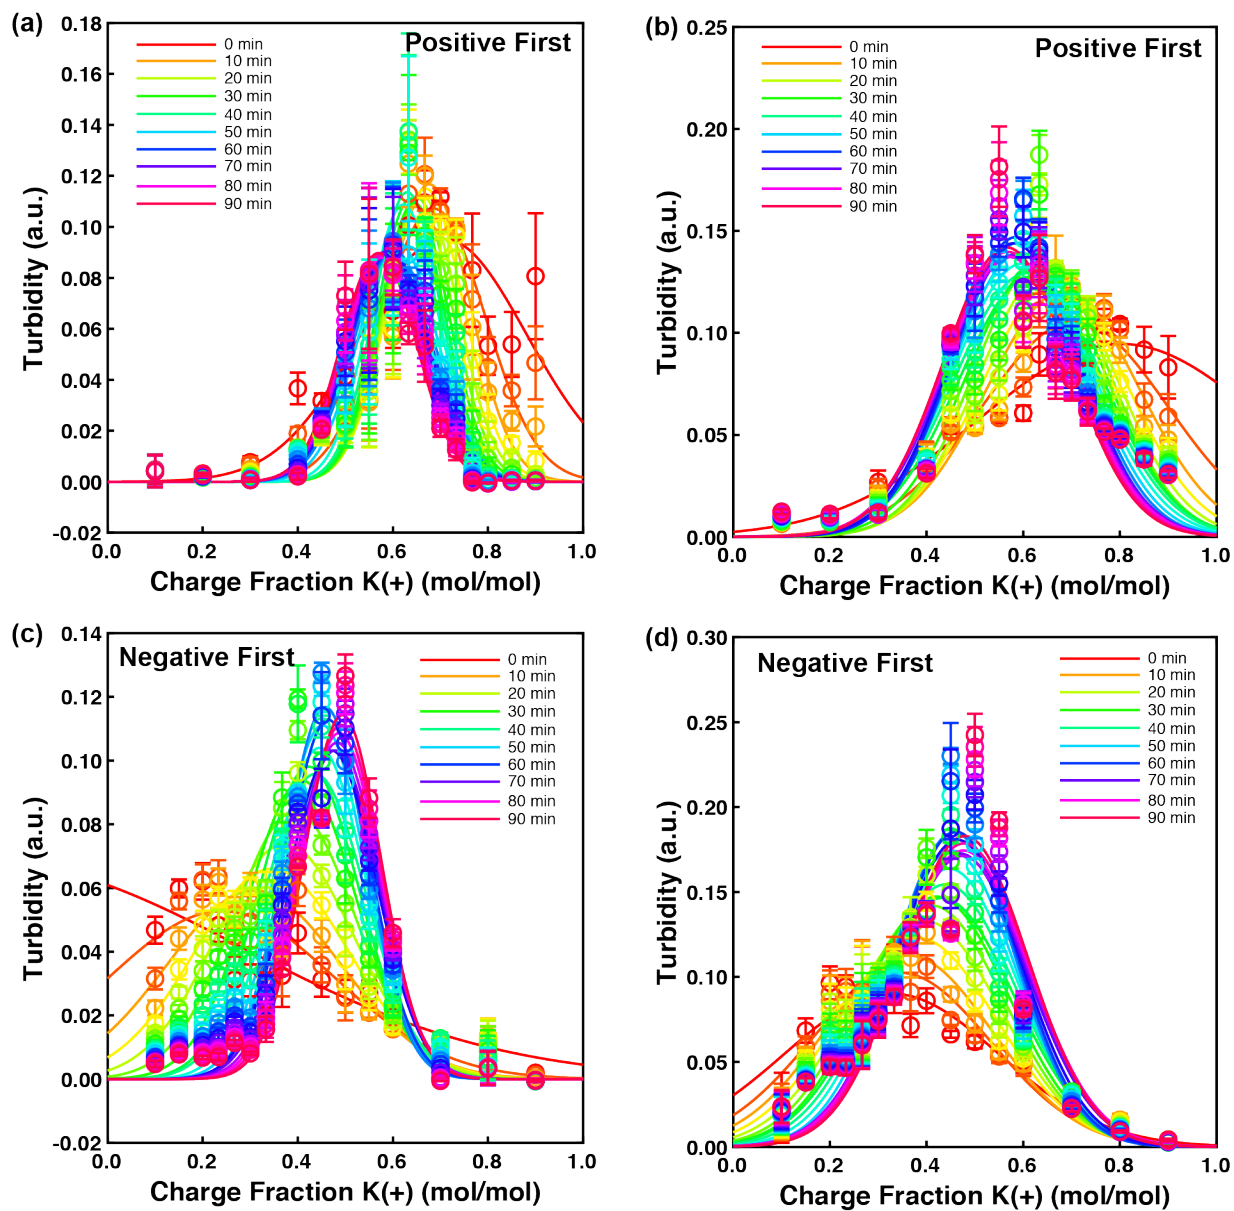 (a)
Positive First
0 min
10 min
20 min
30 min
40 min
50 min
60 min
70 min
80 min
90 min
0.18
0.16
0.14
0.12
0.10
0.08
0.06
0.04
0.02
0.00
-0.02
Turbidity (a.u.)
0.0 0.2 0.4 0.6 0.8 1.0
Charge Fraction K(+) (mol/mol)
(b)
Positive First
0 min
10 min
20 min
30 min
40 min
50 min
60 min
70 min
80 min
90 min
0.25
0.20
0.15
0.10
0.05
0.00
Turbidity (a.u.)
0.0 0.2 0.4 0.6 0.8 1.0
Charge Fraction K(+) (mol/mol)
(c)
Negative First
0 min
10 min
20 min
30 min
40 min
50 min
60 min
70 min
80 min
90 min
0.14
0.12
0.10
0.08
0.06
0.04
0.02
0.00
-0.02
Turbidity (a.u.)
0.0 0.2 0.4 0.6 0.8 1.0
Charge Fraction K(+) (mol/mol)
(d)
Negative First
0 min
10 min
20 min
30 min
40 min
50 min
60 min
70 min
80 min
90 min
0.30
0.25
0.20
0.15
0.10
0.05
0.00
Turbidity (a.u.)
0.0 0.2 0.4 0.6 0.8 1.0
Charge Fraction K(+) (mol/mol)